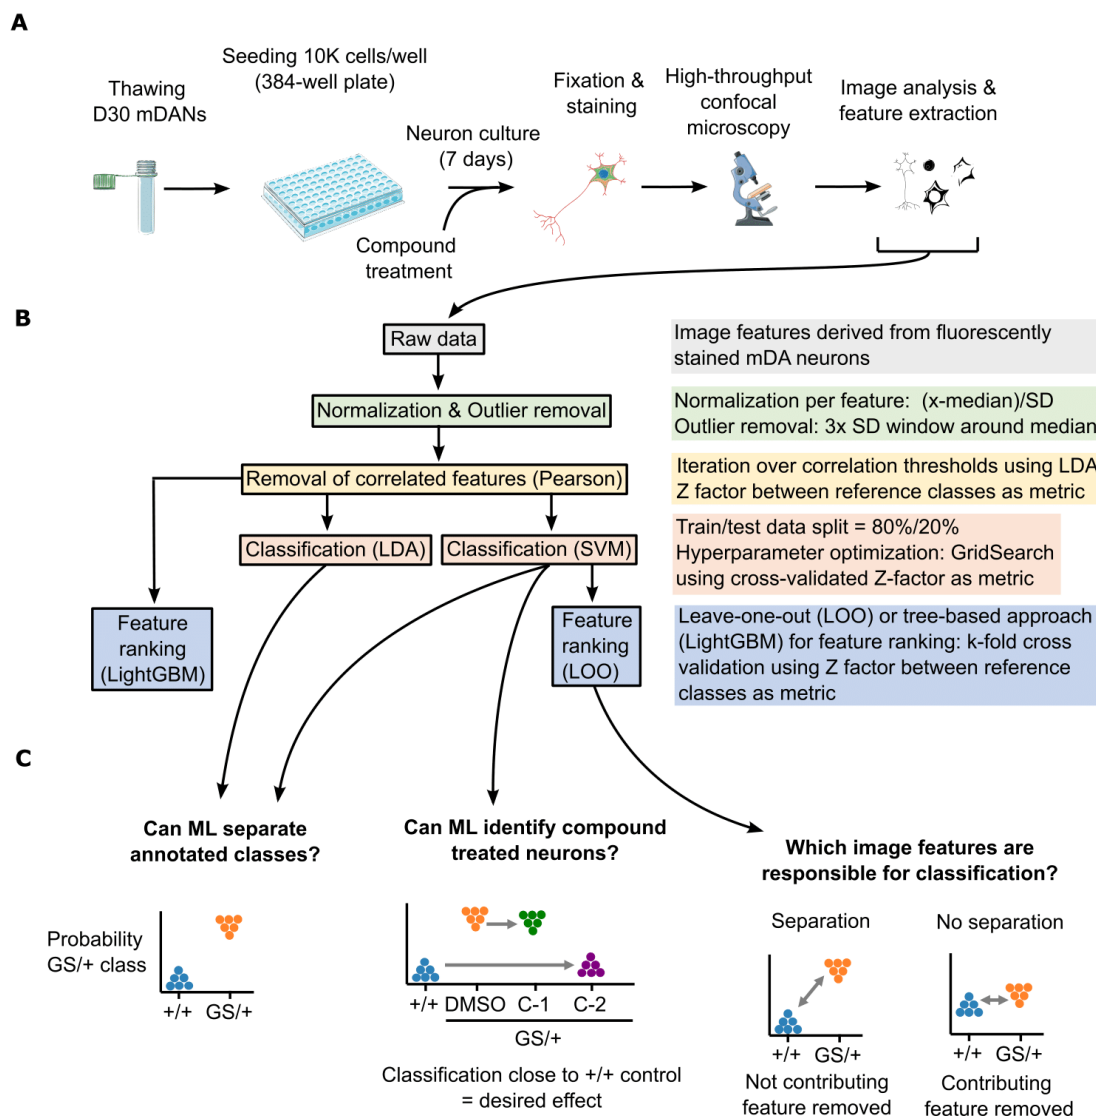 A
Thawing
D30 mDANs
Seeding 10K cells/well
(384-well plate)
Neuron culture
(7 days)
Compound
treatment
Fixation &
staining
High-throughput
confocal
microscopy
Image analysis &
feature extraction
B
Raw data
Normalization & Outlier removal
Removal of correlated features (Pearson)
Classification (LDA)
Classification (SVM)
Feature
ranking
(LightGBM)
Feature
ranking
(LOO)
Image features derived from fluorescently
stained mDA neurons
Normalization per feature: (x-median)/SD
Outlier removal: 3x SD window around median
Iteration over correlation thresholds using LDA
Z factor between reference classes as metric
Train/test data split = 80%/20%
Hyperparameter optimization: GridSearch
using cross-validated Z-factor as metric
Leave-one-out (LOO) or tree-based approach
(LightGBM) for feature ranking: k-fold cross
validation using Z factor between reference
classes as metric
C
Can ML separate
annotated classes?
Probability
GS/+ class
+/+ GS/+
Can ML identify compound
treated neurons?
+/+ DMSO C-1 C-2
GS/+
Classification close to +/+ control
= desired effect
Which image features are
responsible for classification?
Separation
+/+ GS/+
Not contributing
feature removed
No separation
+/+ GS/+
Contributing
feature removed